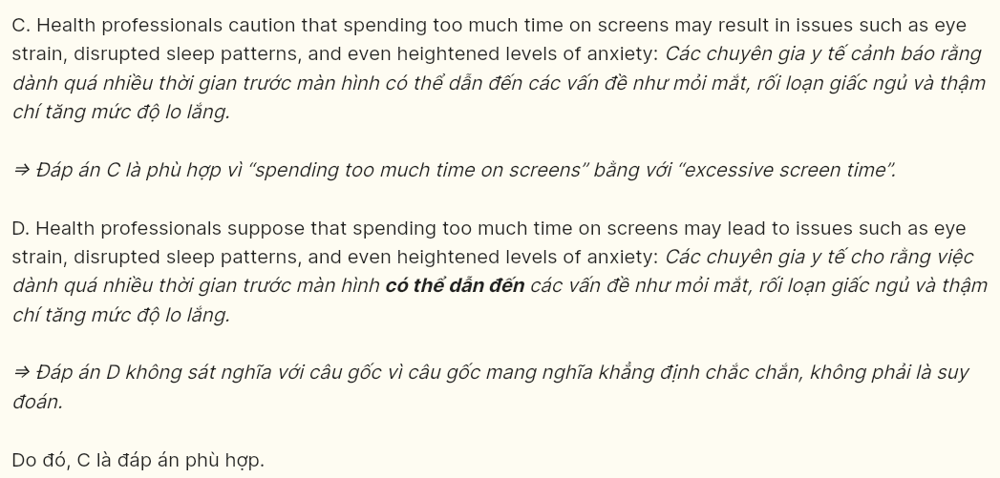 C. Health professionals caution that spending too much time on screens may result in issues such as eye
strain, disrupted sleep patterns, and even heightened levels of anxiety: Các chuyên gia y tế cảnh báo rằng
dành quá nhiều thời gian trước màn hình có thể dẫn đến các vấn đề như mỏi mắt, rối loạn giấc ngủ và thậm
chí tăng mức độ lo lắng.
⇒ Đáp án C là phù hợp vì “spending too much time on screens” bằng với “excessive screen time”.
D. Health professionals suppose that spending too much time on screens may lead to issues such as eye
strain, disrupted sleep patterns, and even heightened levels of anxiety: Các chuyên gia y tế cho rằng việc
dành quá nhiều thời gian trước màn hình có thể dẫn đến các vấn đề như mỏi mắt, rối loạn giấc ngủ và thậm
chí tăng mức độ lo lắng.
⇒ Đáp án D không sát nghĩa với câu gốc vì câu gốc mang nghĩa khẳng định chắc chắn, không phải là suy
đoán.
Do đó, C là đáp án phù hợp.